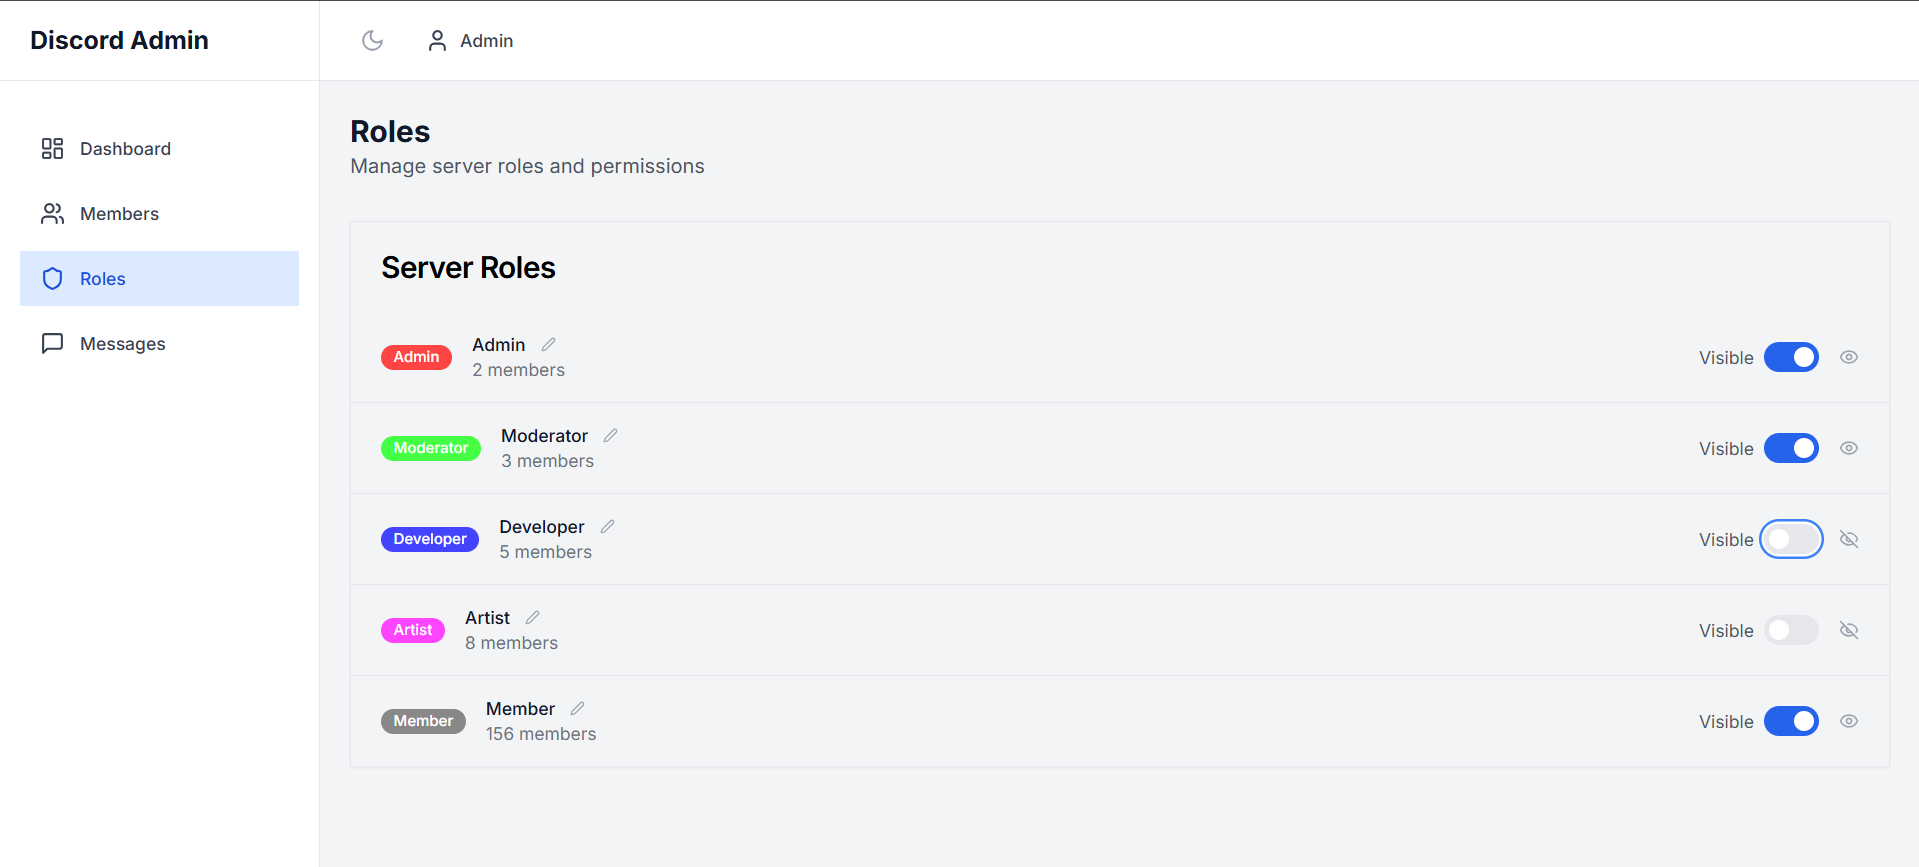 Discord Admin
Admin
Dashboard
Members
Roles
Messages
Roles
Manage server roles and permissions
Server Roles
Admin
Admin
2 members
Visible
Moderator
Moderator
3 members
Visible
Developer
Developer
5 members
Visible
Artist
Artist
8 members
Visible
Member
Member
156 members
Visible